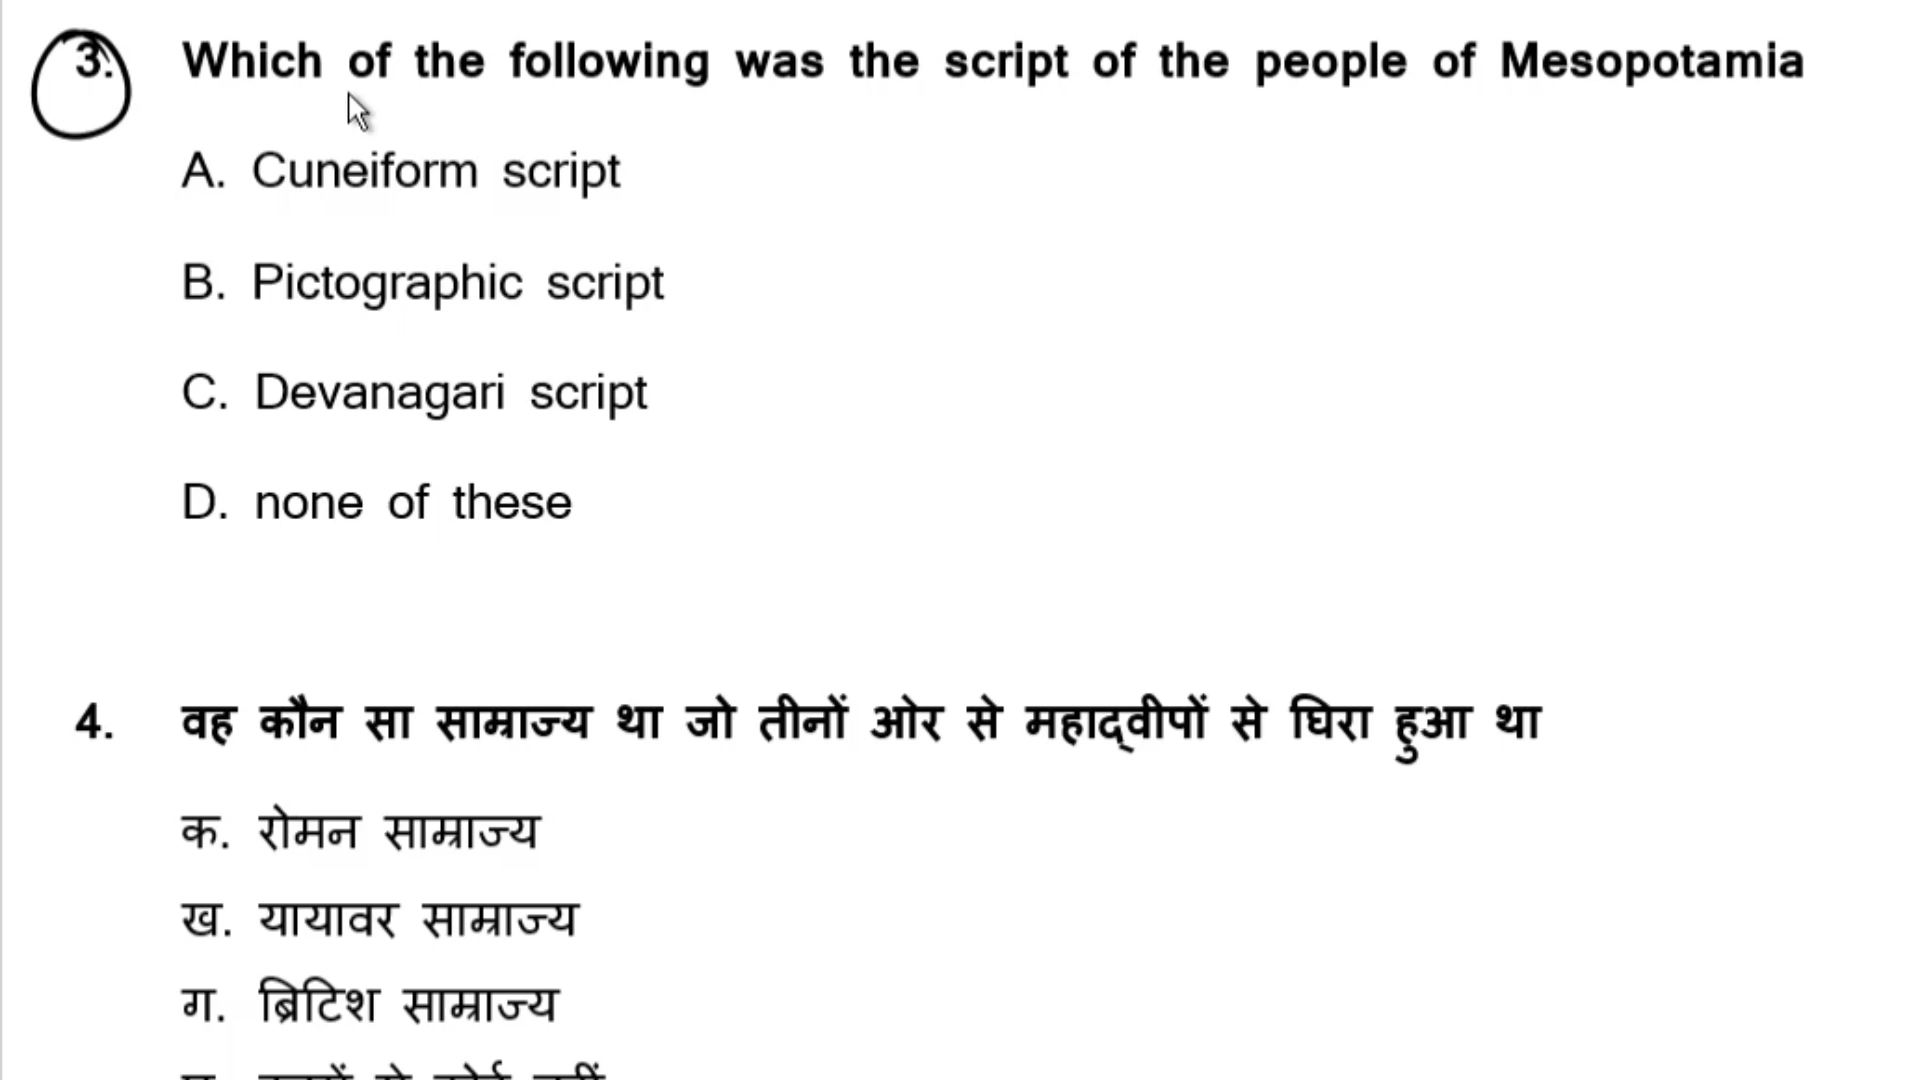 3. Which of the following was the script of the people of Mesopotamia
A. Cuneiform script
B. Pictographic script
C. Devanagari script
D. none of these
4. वह कौन सा साम्राज्य था जो तीनों ओर से महाद्वीपों से घिरा हुआ था
क. रोमन साम्राज्य
ख. यायावर साम्राज्य
ग. ब्रिटिश साम्राज्य